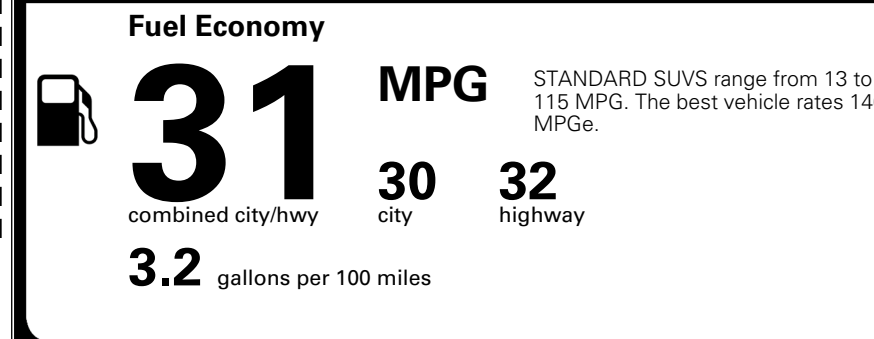 Fuel Economy
31
MPG
STANDARD SUVS range from 13 to
115 MPG. The best vehicle rates
MPGe.
30
32
combined city/hwy
city
highway
3.2 gallons per 100 miles